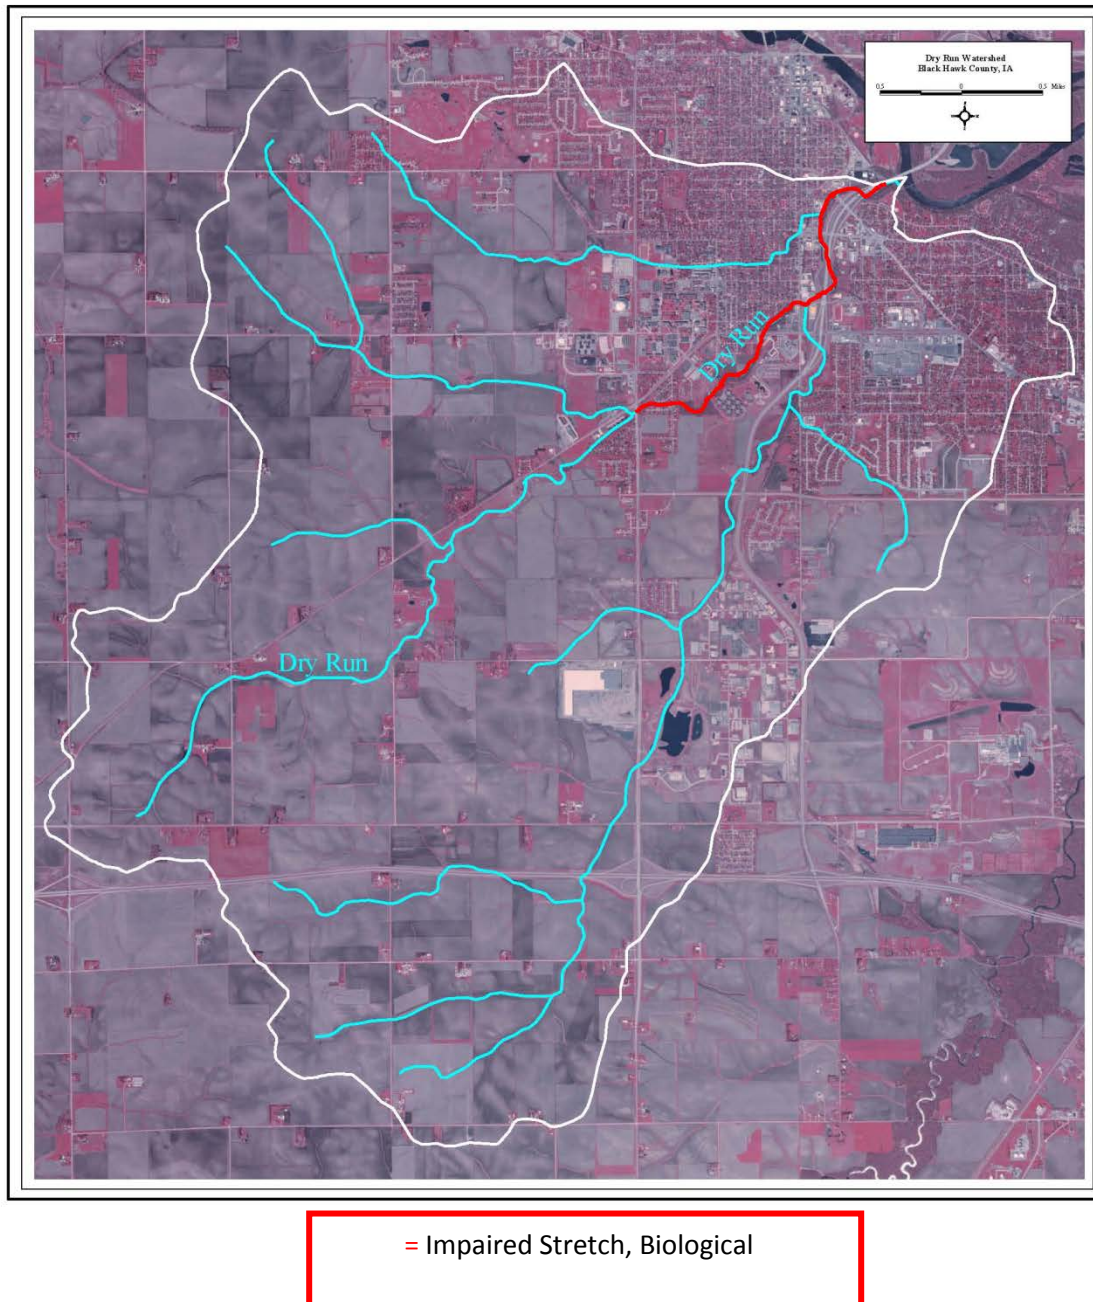 Dry Run Watershed
Black Hawk County, IA
0.5 0 0.5 Miles
Dry Run
Dry Run
= Impaired Stretch, Biological